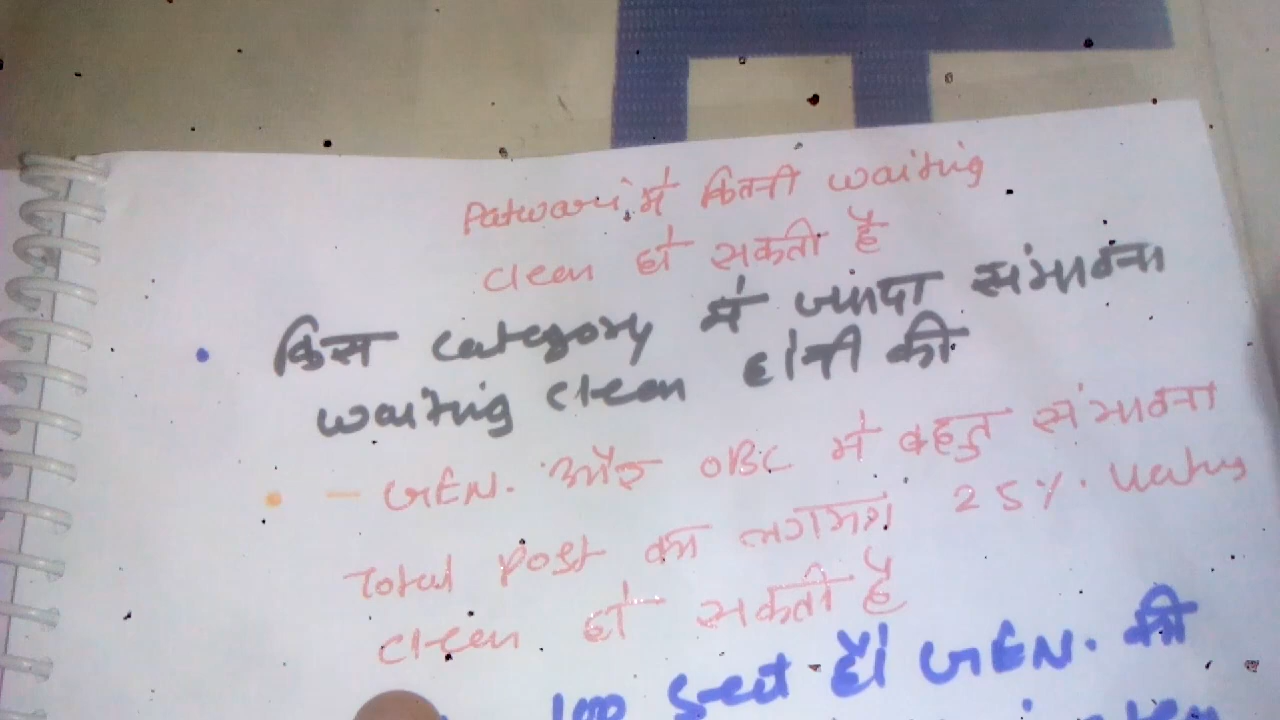 Patwari में कितनी waiting
clean हो सकती है
किस category में ज्यादा संभावना
waiting clean होनी की
- GEN. और OBC में बहुत संभावना
Total post का लगभग 25%. Waiting
clean हो सकती है
100 seat हैं GEN. की